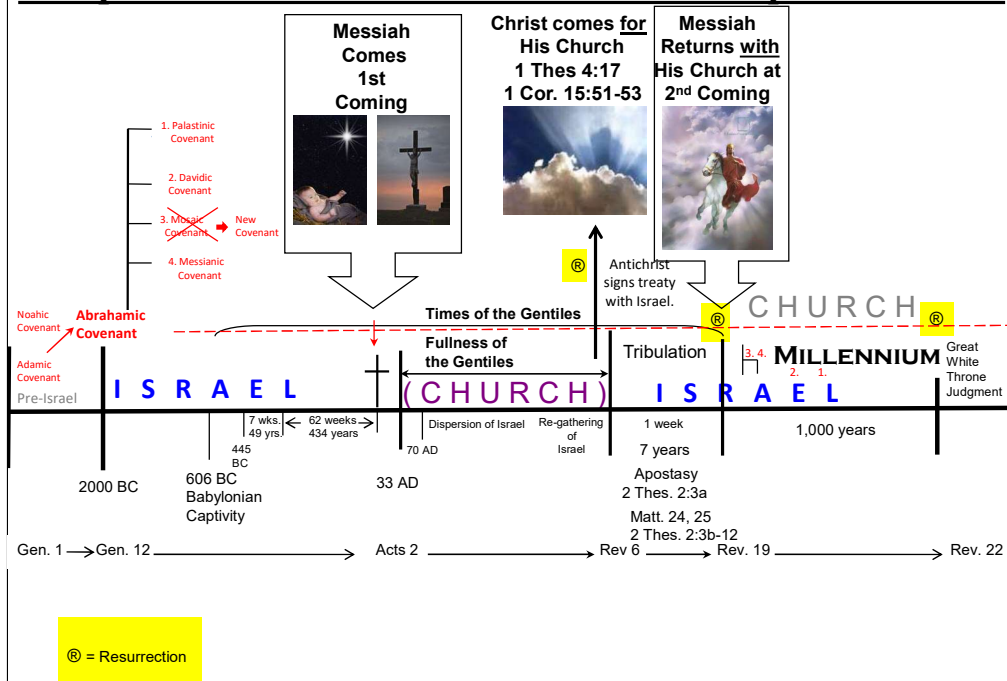 Messiah
Comes
1st
Coming
Christ comes for
His Church
1 Thes 4:17
1 Cor. 15:51-53
Messiah
Returns with
His Church at
2nd Coming
1. Palastinic
Covenant
2. Davidic
Covenant
3. Mosaic
Covenant
New
Covenant
4. Messianic
Covenant
Noahic
Covenant
Abrahamic
Covenant
Adamic
Covenant
Pre-Israel
®
Antichrist
signs treaty
with Israel.
®
CHURCH
®
Times of the Gentiles
Fullness of
the Gentiles
Tribulation
3. 4.
MILLENNIUM
2. 1.
Great
White
Throne
Judgment
ISRAEL
(CHURCH)
ISRAEL
7 wks.
49 yrs.
62 weeks
434 years
445
BC
70 AD
Dispersion of Israel
Re-gathering
of
Israel
1 week
7 years
1,000 years
2000 BC
606 BC
Babylonian
Captivity
33 AD
Apostasy
2 Thes. 2:3a
Matt. 24, 25
2 Thes. 2:3b-12
Gen. 1
Gen. 12
Acts 2
Rev 6
Rev. 19
Rev. 22
® = Resurrection